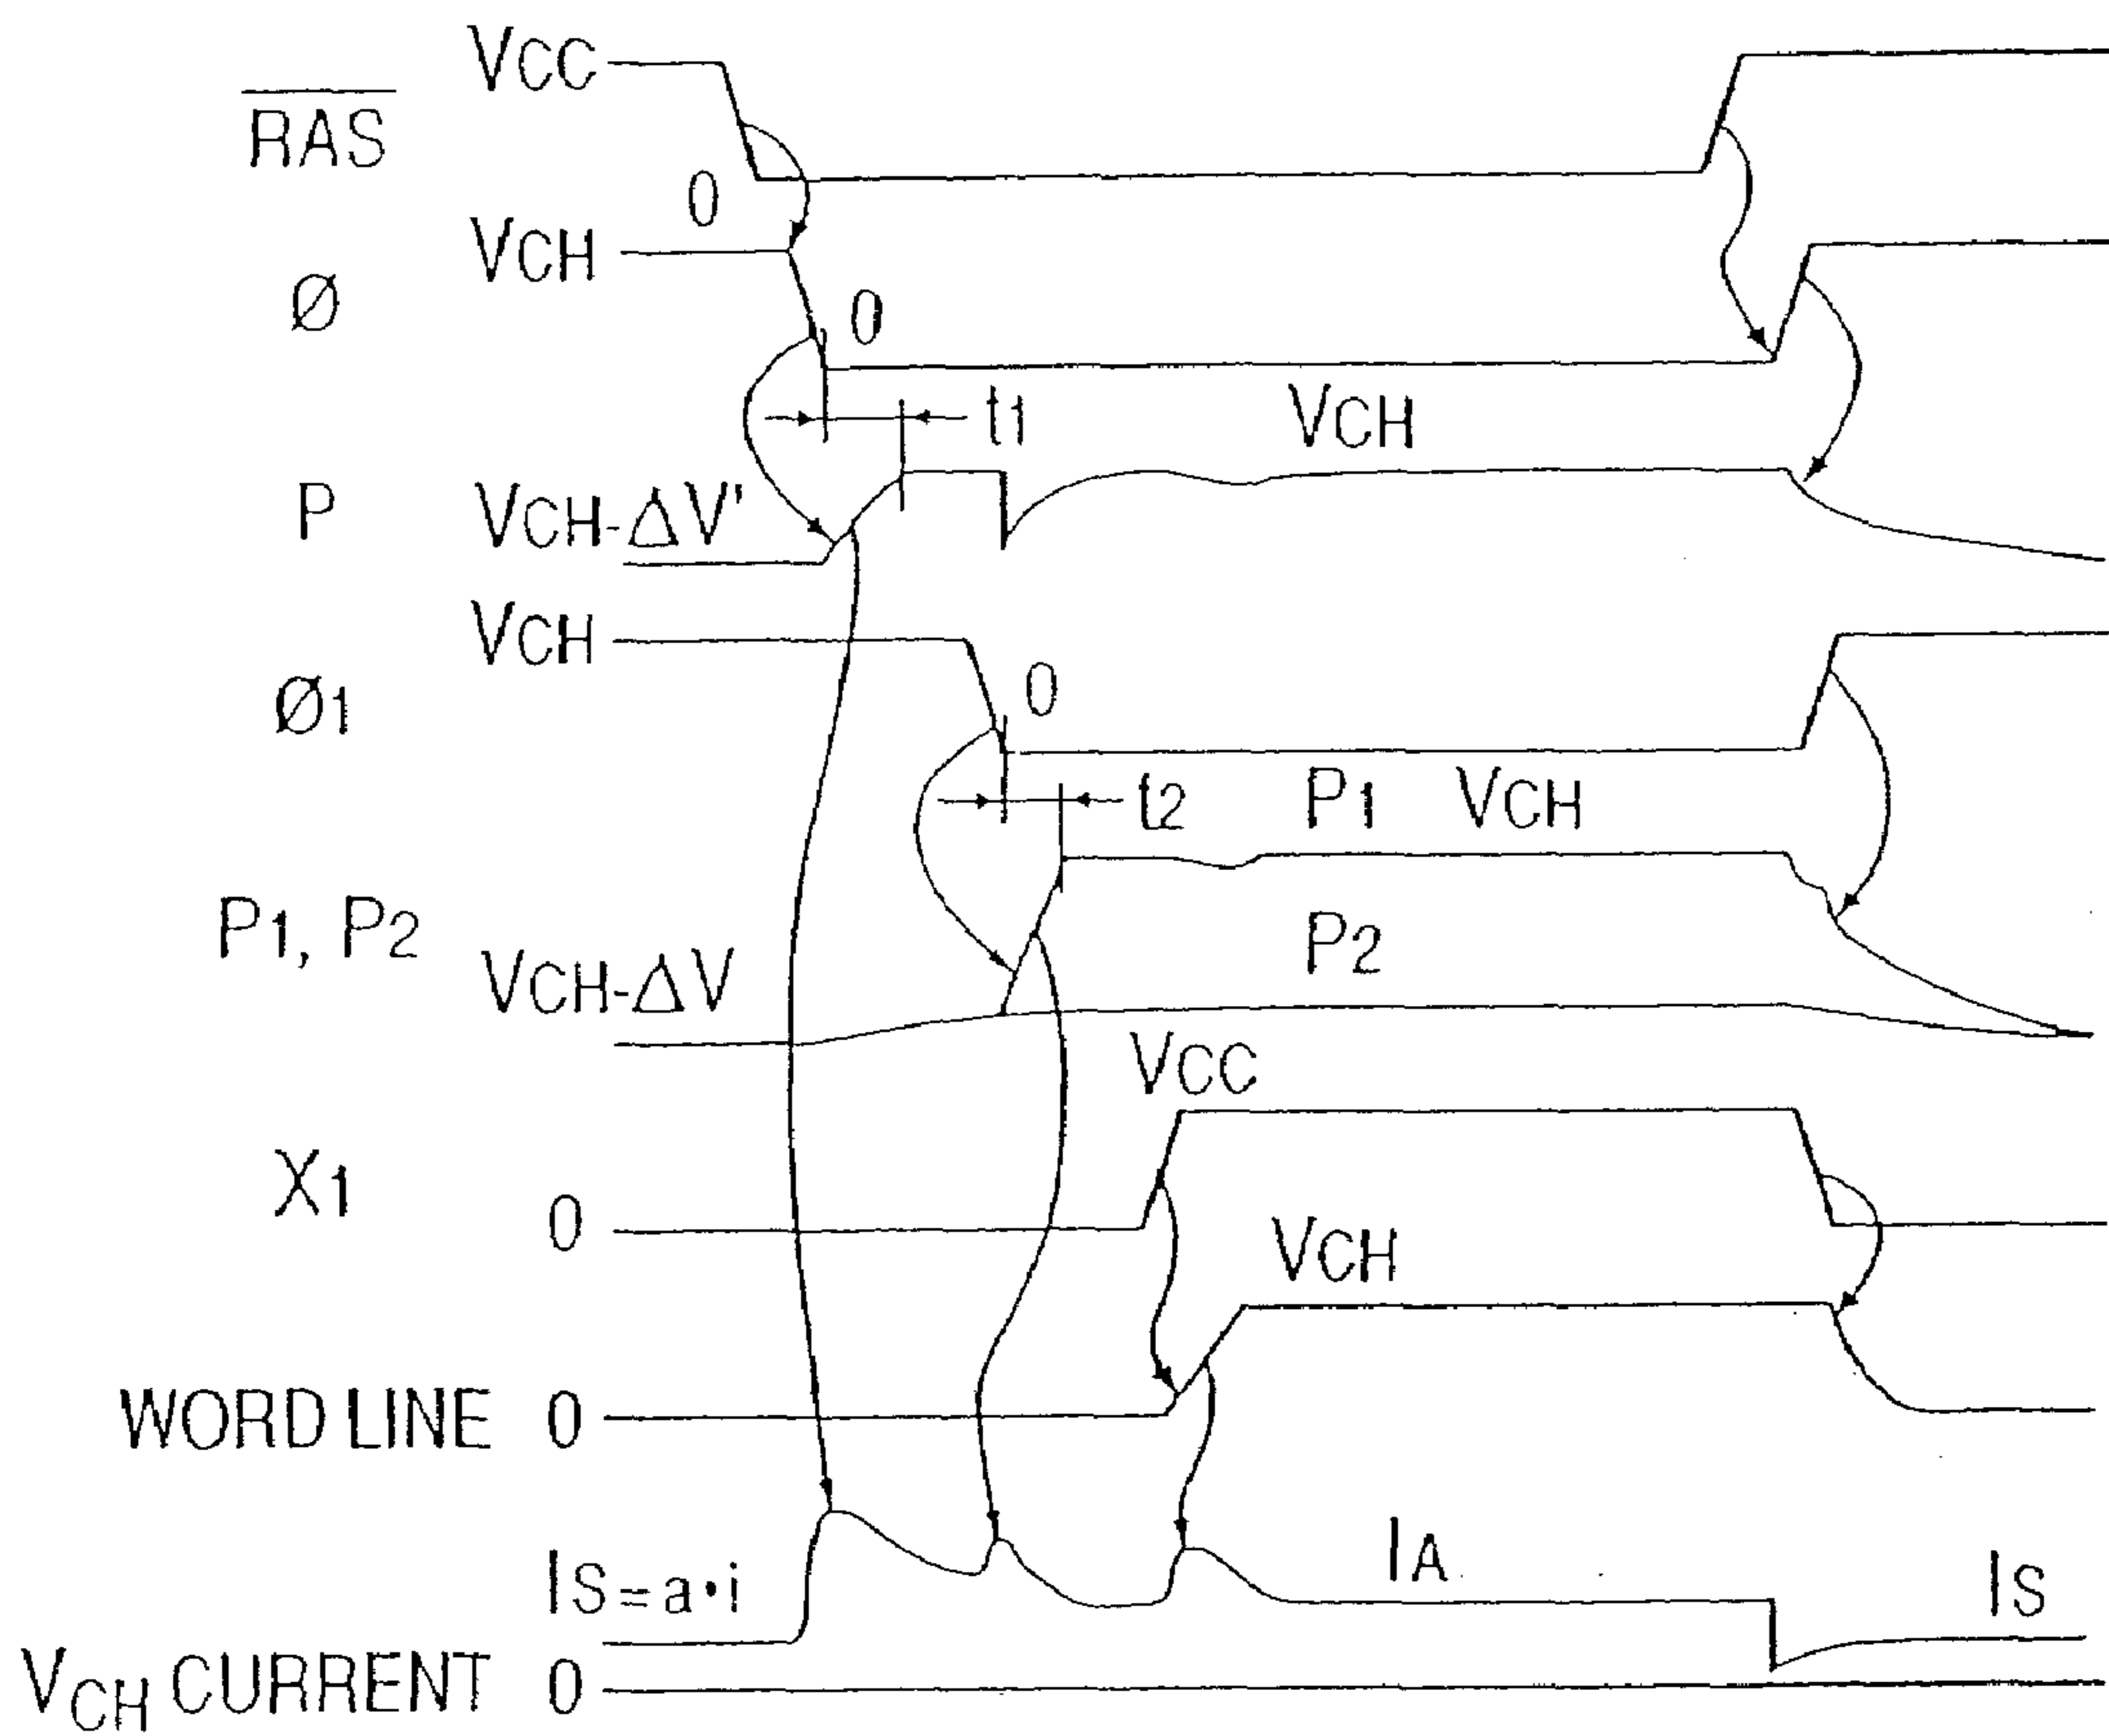 VCC
RAS
0
VCH
Ø
0
t1
VCH
P
VCH-ΔV'
VCH
Ø1
0
t2
P1 VCH
P1, P2
P2
VCH-ΔV
VCC
X1
0
VCH
WORD LINE 0
IA
IS=a•i
IS
VCH CURRENT 0